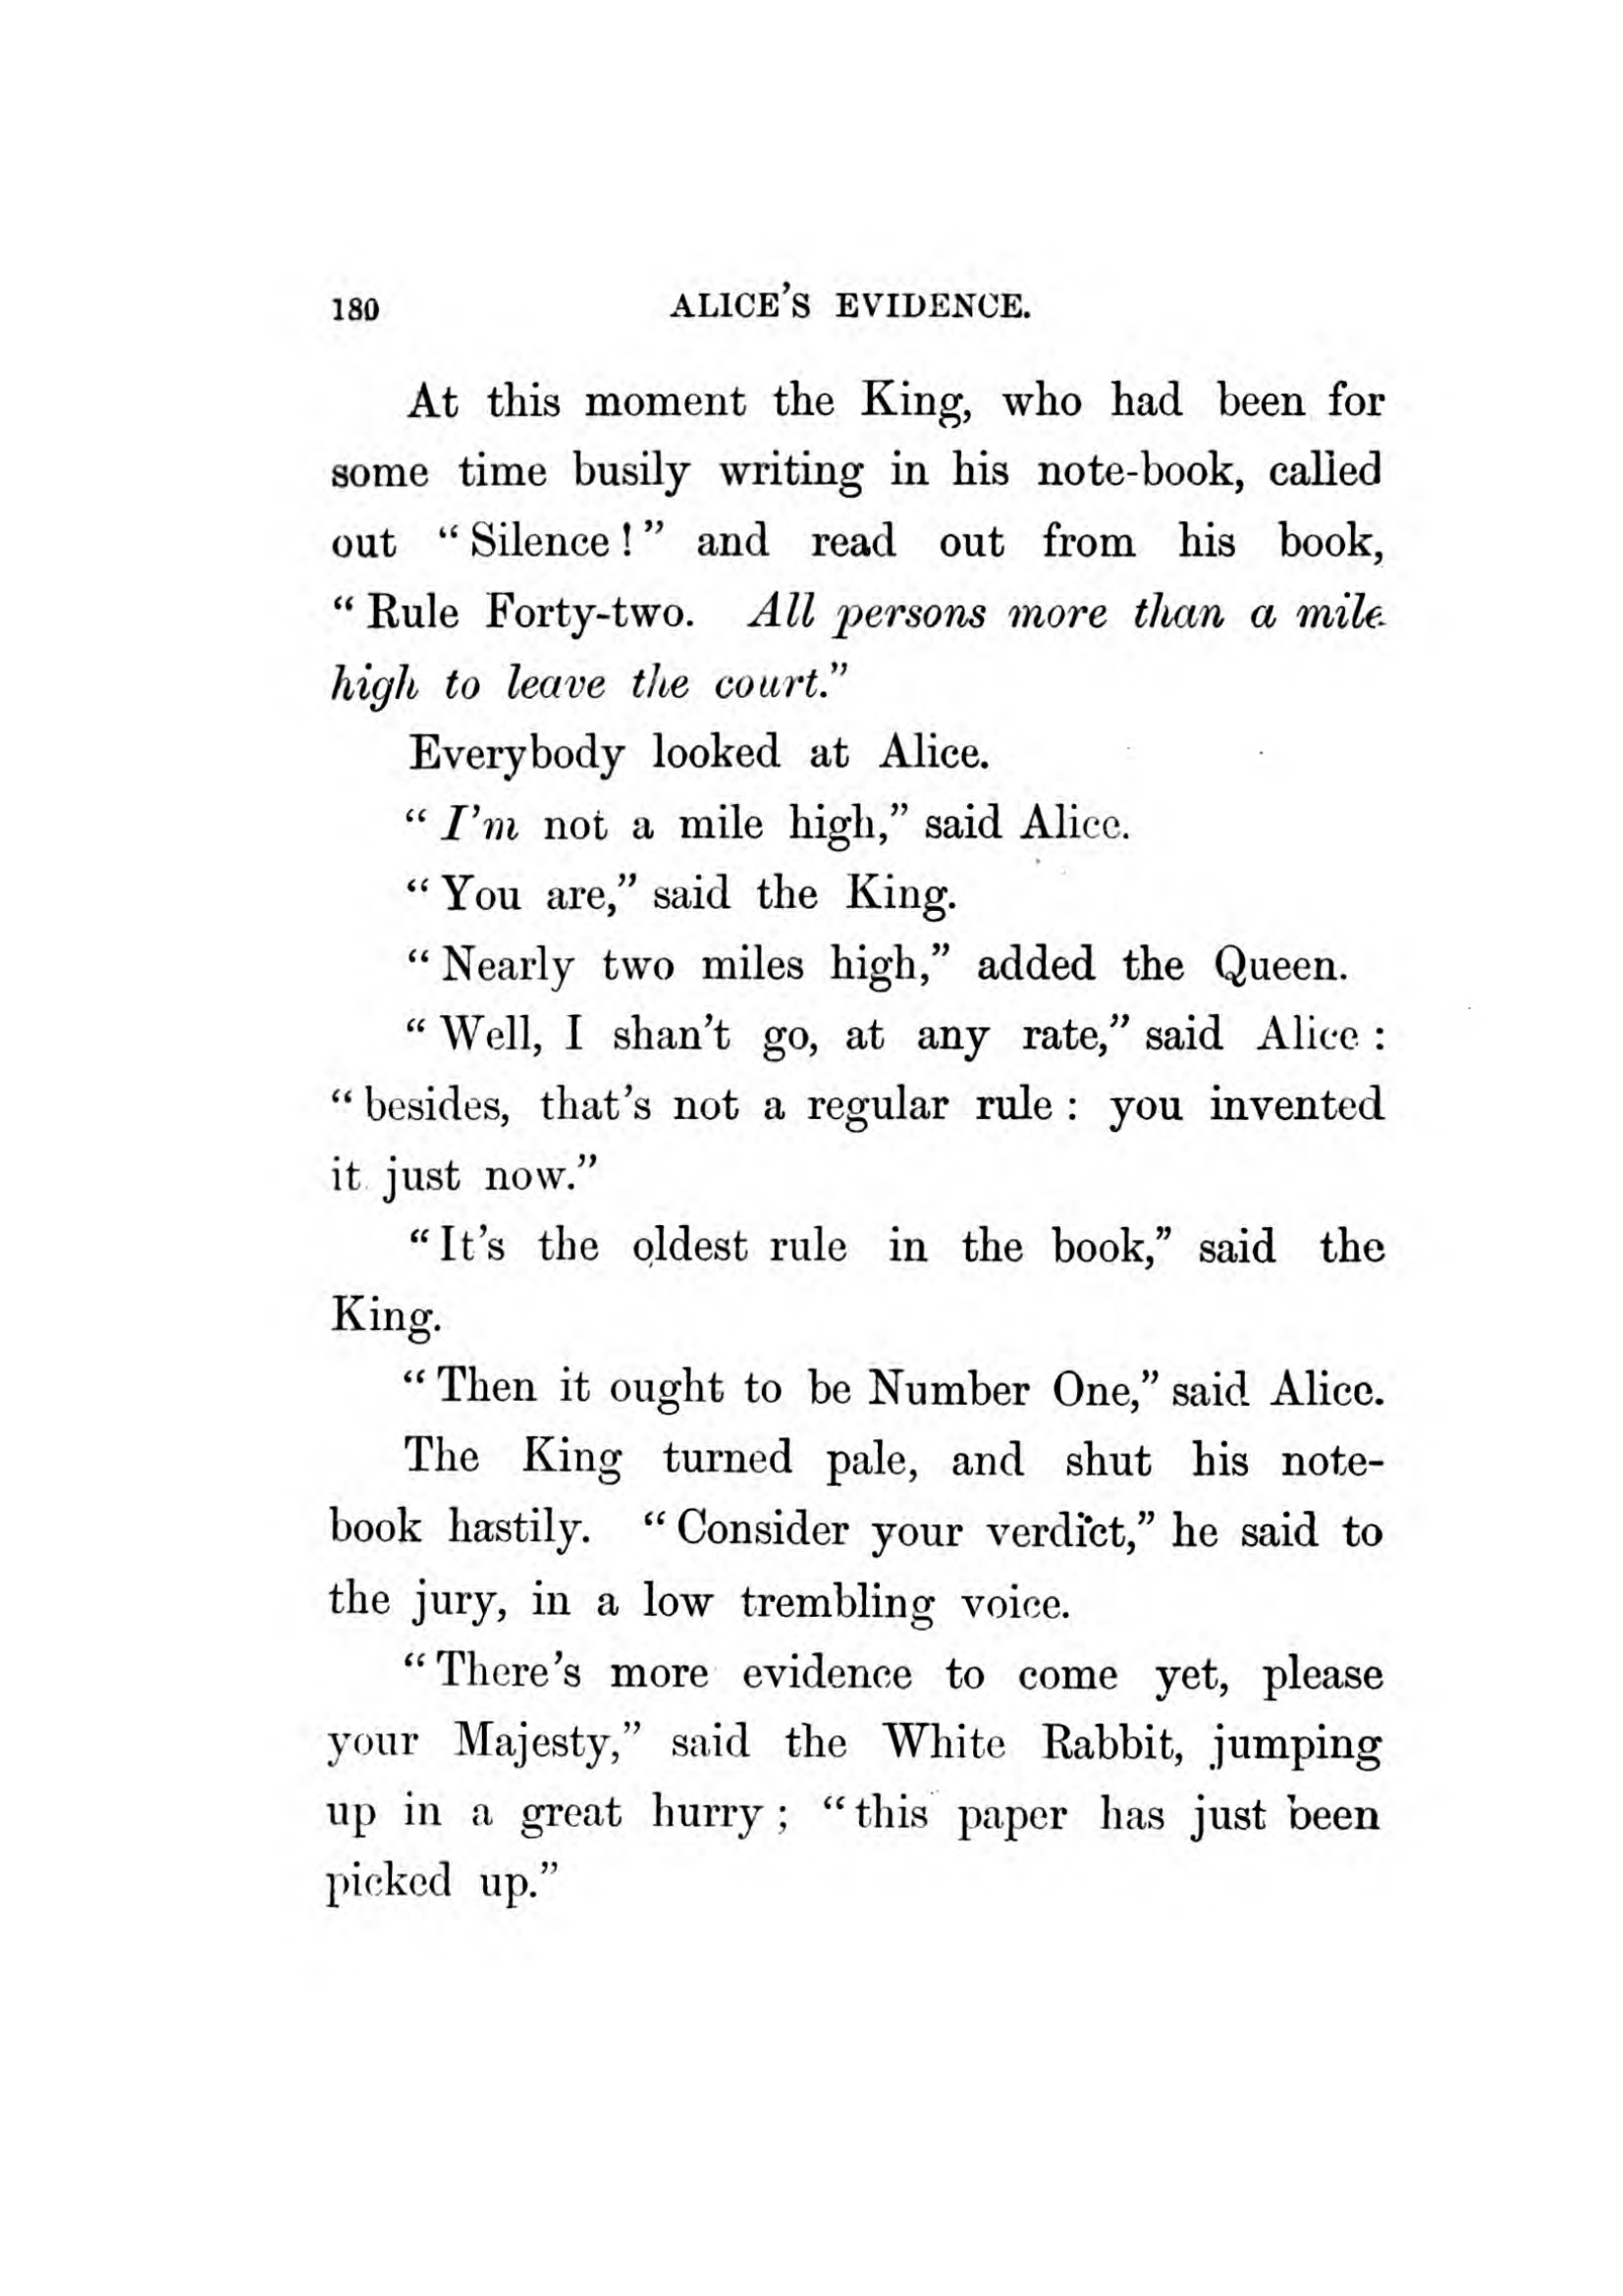 180 ALICE'S EVIDENCE.
At this moment the King, who had been for
some time busily writing in his note-book, called
out “Silence!” and read out from his book,
“Rule Forty-two. All persons more than a mile
high to leave the court.”
Everybody looked at Alice.
“I'm not a mile high,” said Alice.
“You are,” said the King.
“Nearly two miles high,” added the Queen.
“Well, I shan't go, at any rate,” said Alice:
“besides, that's not a regular rule: you invented
it just now.”
“It's the oldest rule in the book,” said the
King.
“Then it ought to be Number One,” said Alice.
The King turned pale, and shut his note-
book hastily. “Consider your verdict,” he said to
the jury, in a low trembling voice.
“There's more evidence to come yet, please
your Majesty,” said the White Rabbit, jumping
up in a great hurry; “this paper has just been
picked up.”